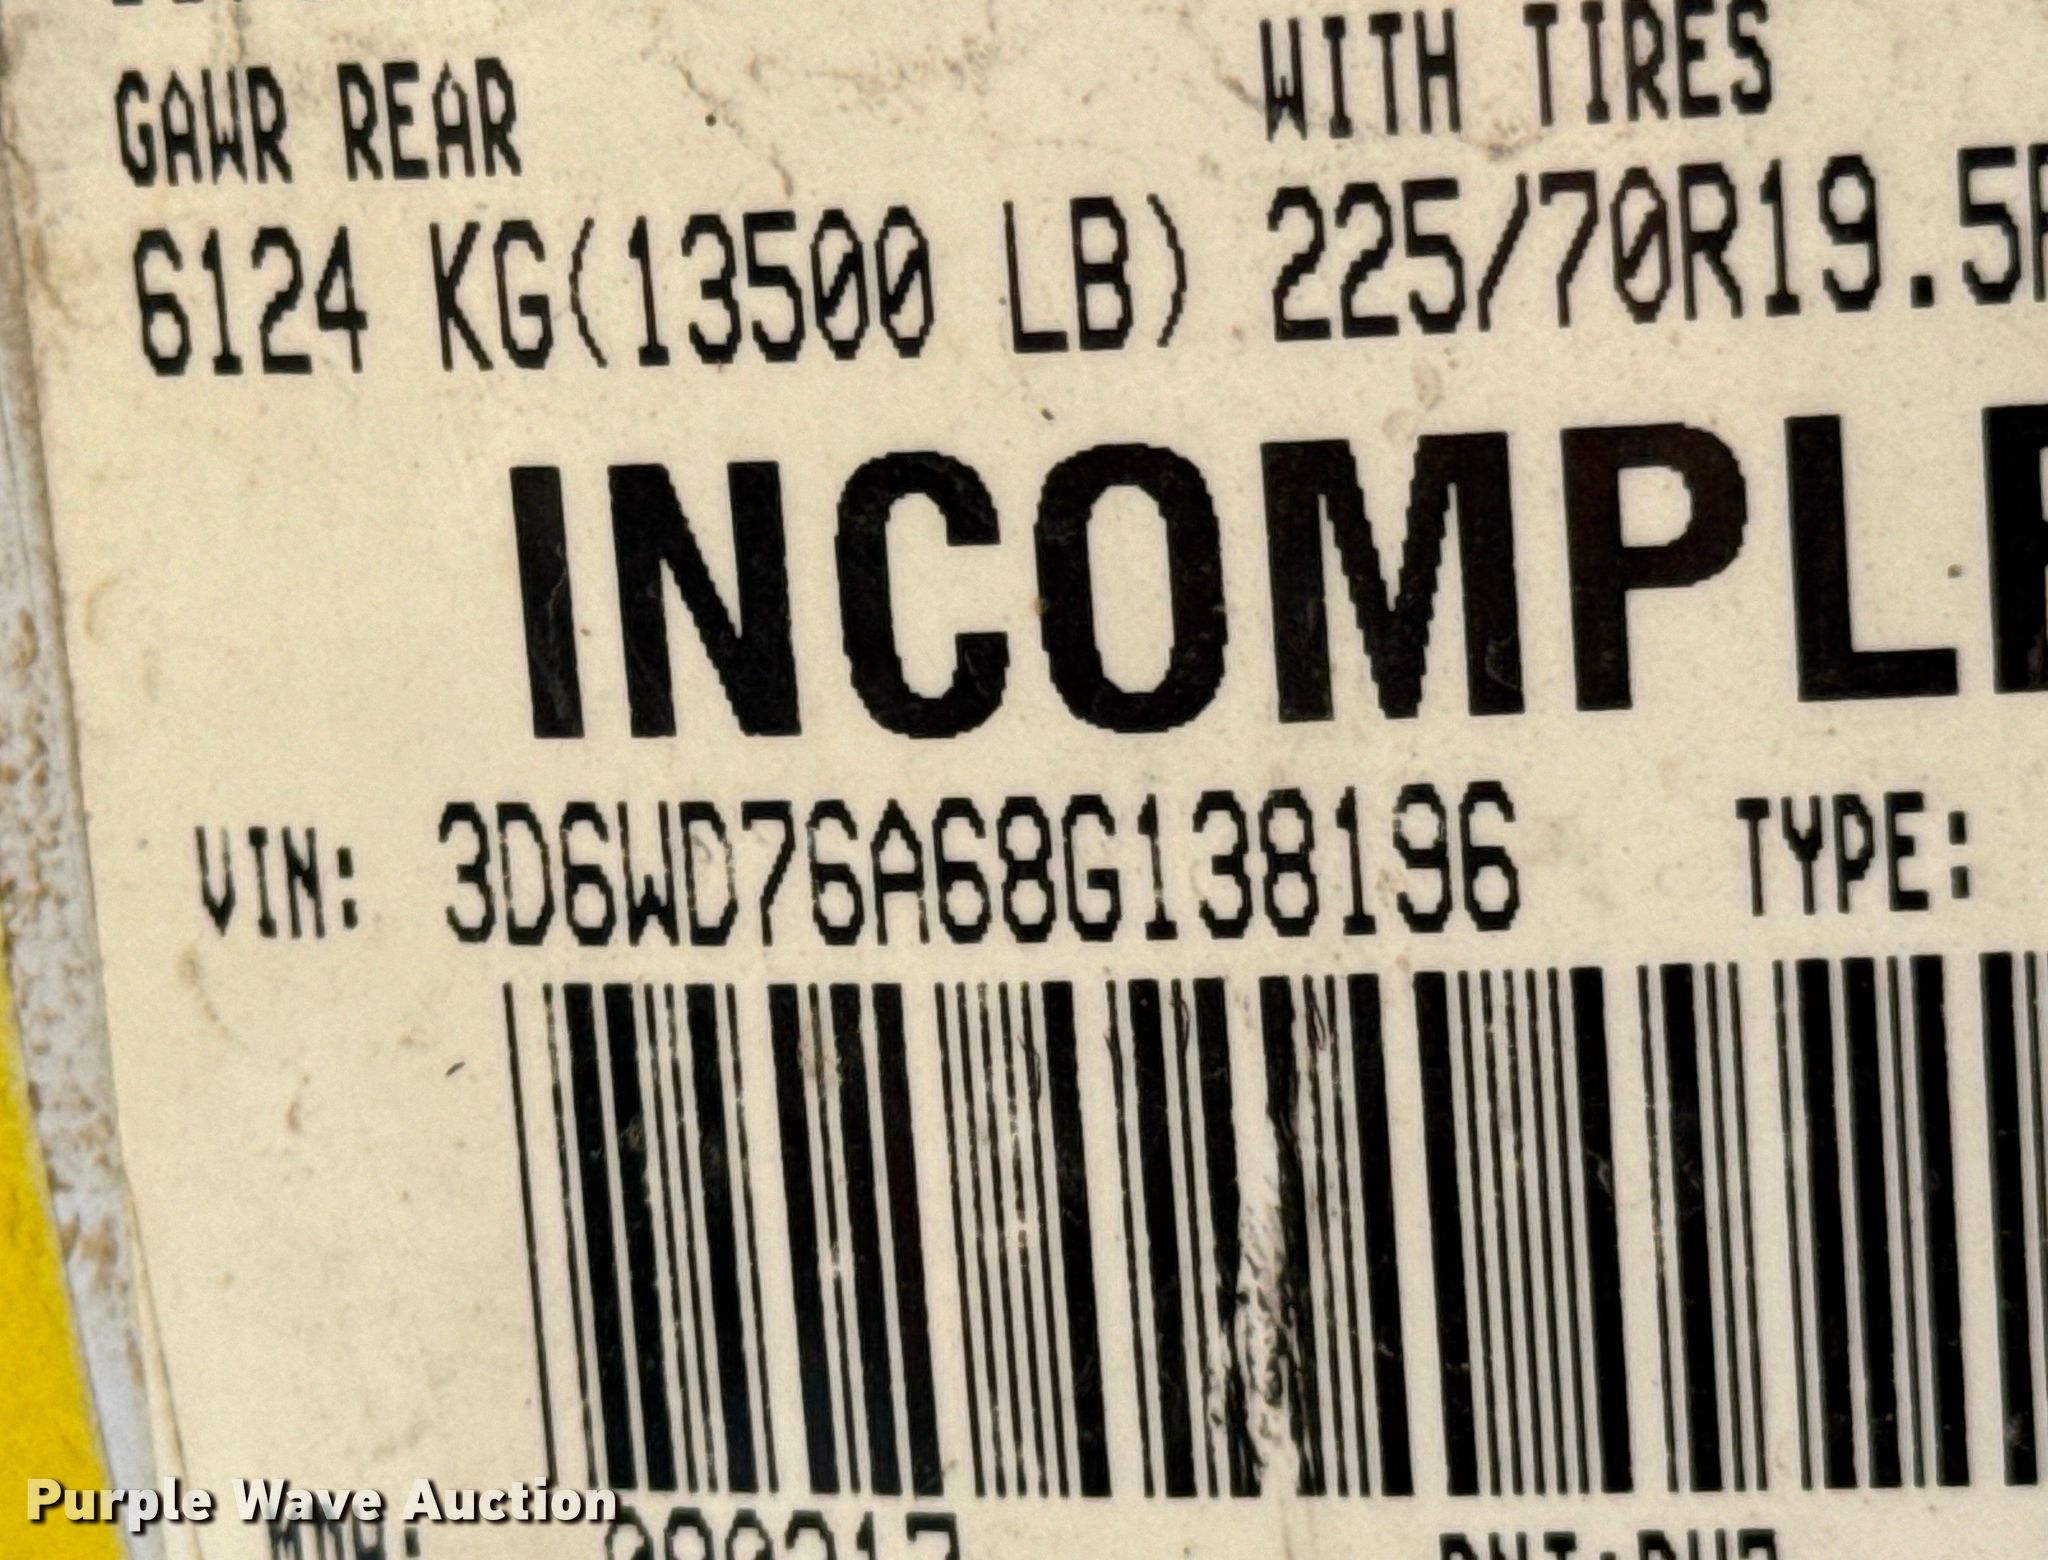 GAWR REAR WITH TIRES
6124 KG(13500 LB) 225/70R19.5
INCOMPL
VIN: 3D6WD76A68G138196 TYPE:
Purple Wave Auction